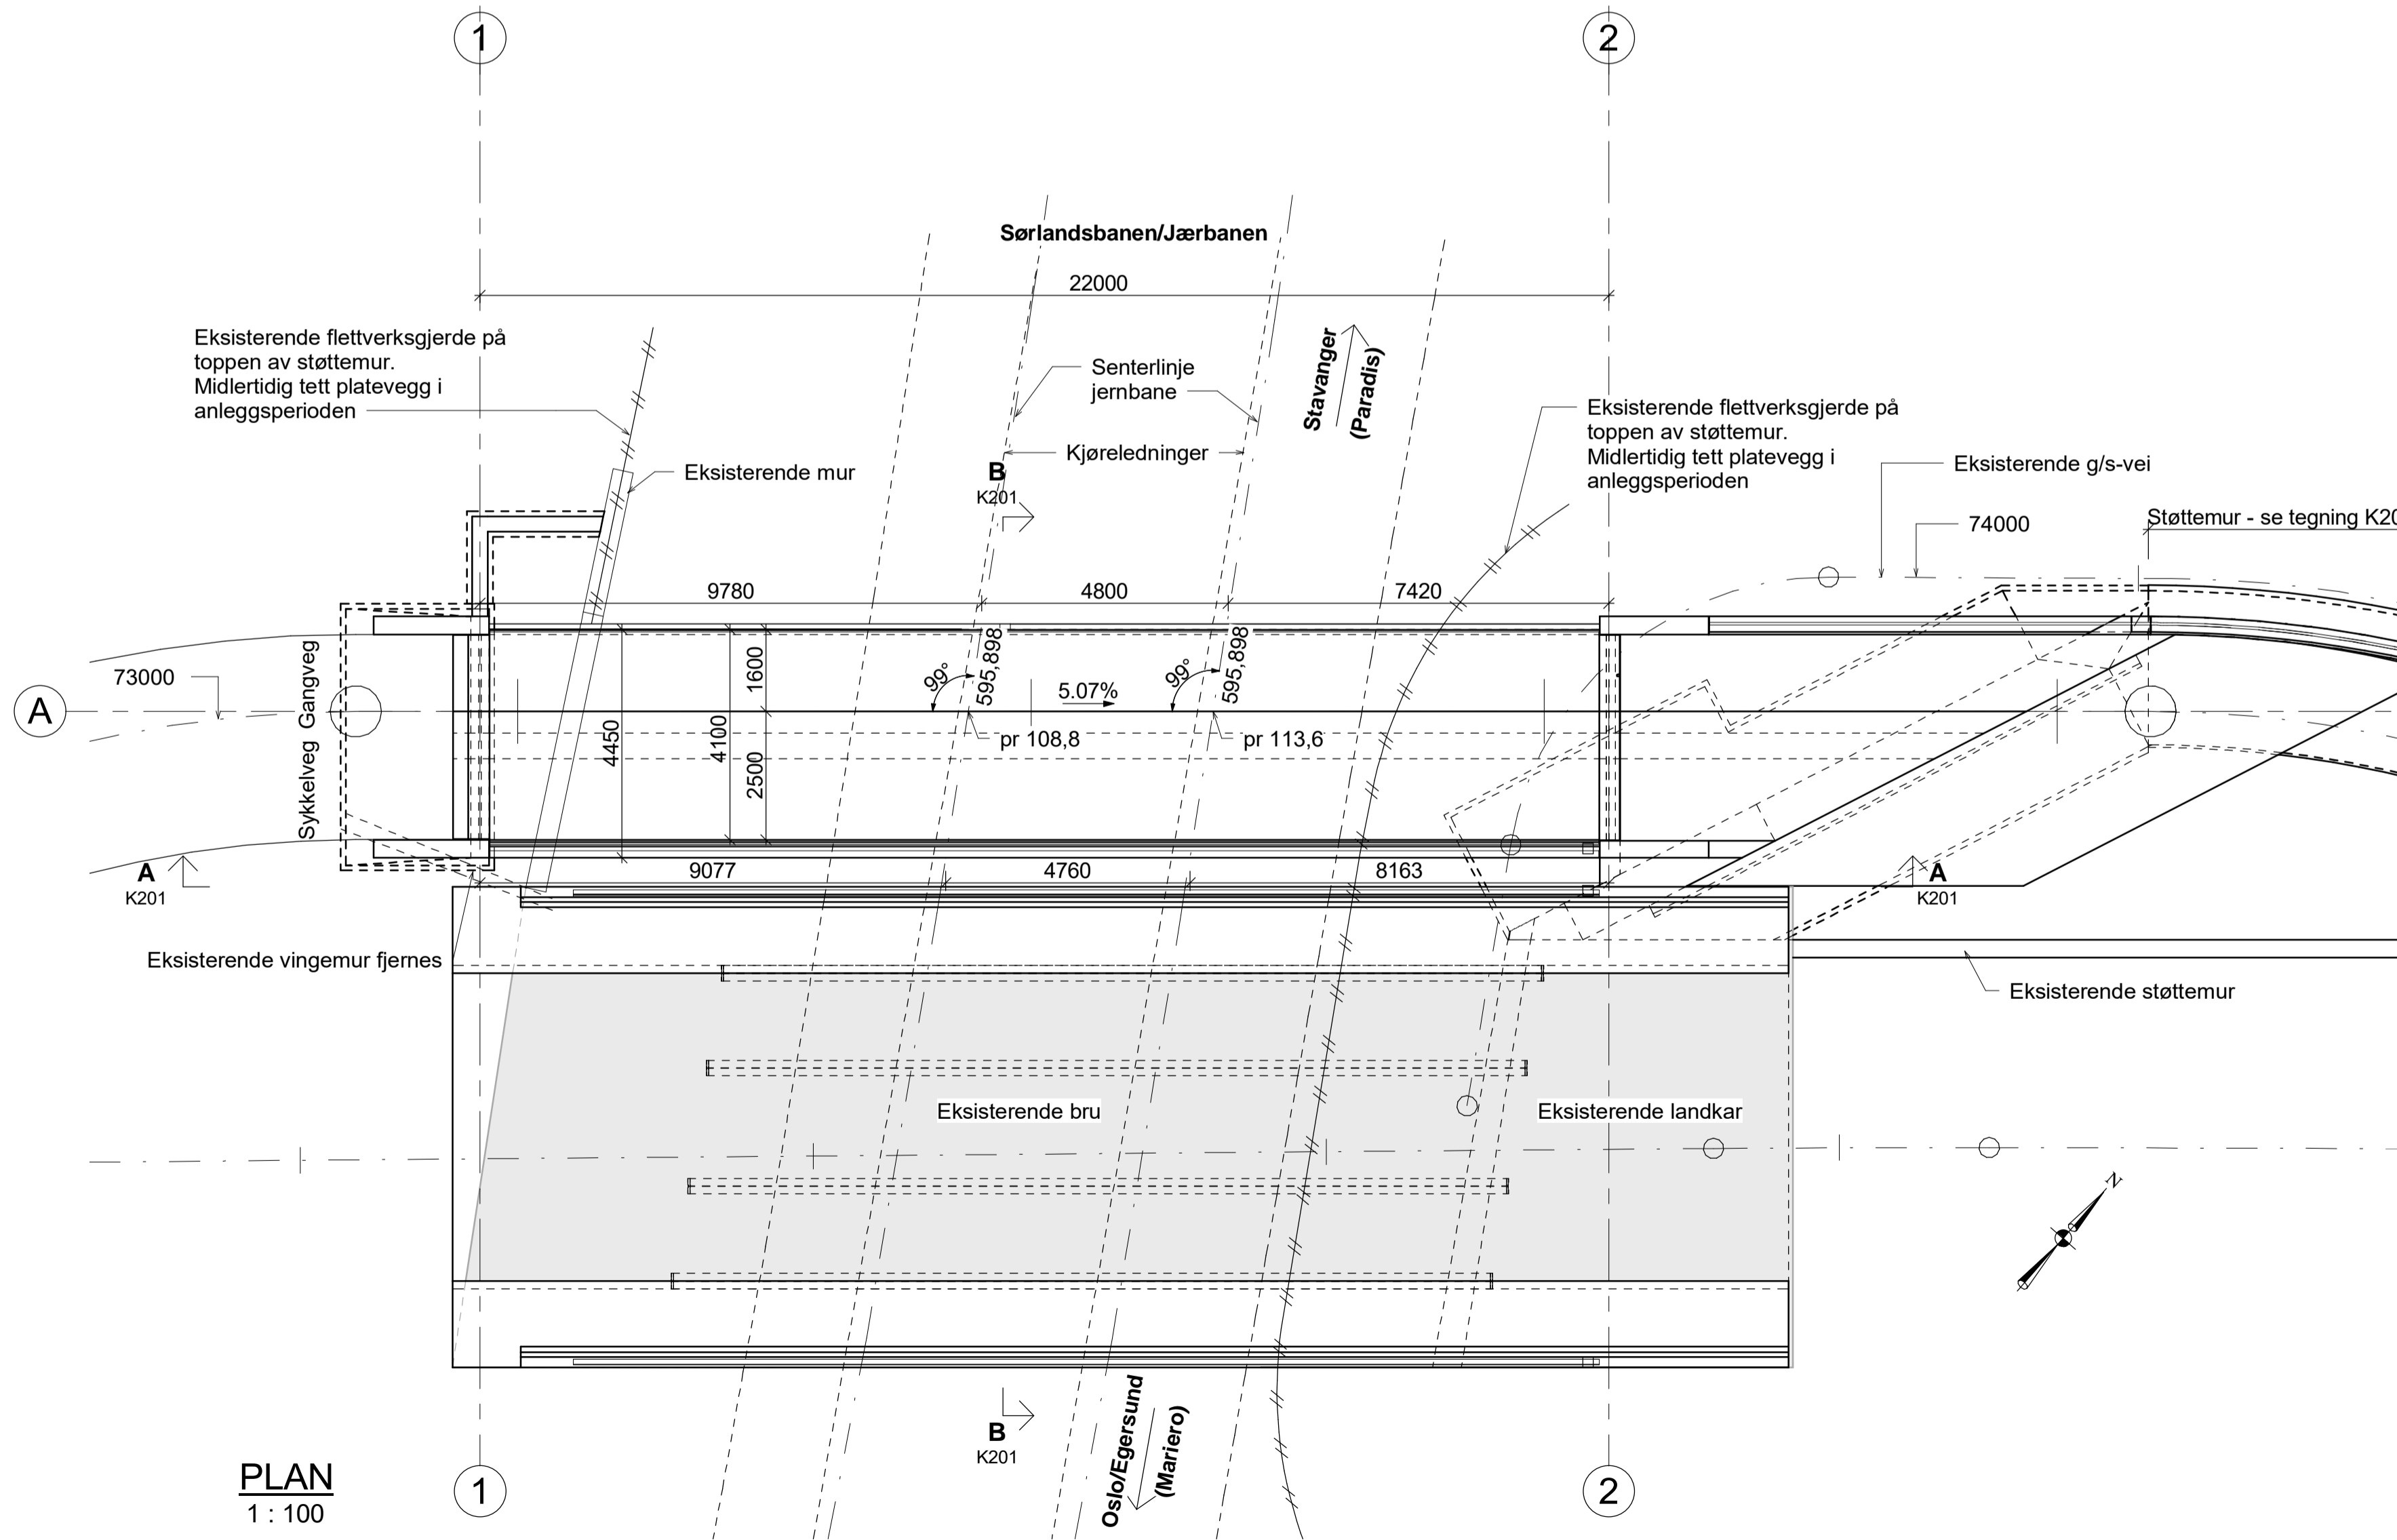 1
2
Sørlandsbanen/Jærbanen
22000
Eksisterende flettverksgjerde på
toppen av støttemur.
Midlertidig tett platevegg i
anleggsperioden
Senterlinje
jernbane
Stavanger
(Paradis)
Eksisterende flettverksgjerde på
toppen av støttemur.
Midlertidig tett platevegg i
anleggsperioden
Kjøreledninger
Eksisterende mur
B
K201
Eksisterende g/s-vei
74000
Støttemur - se tegning K20
9780
4800
7420
73000
Sykkelveg Gangveg
A
4450
4100
1600
2500
99°
595,898
99°
595,898
5.07%
pr 108,8
pr 113,6
A
K201
9077
4760
8163
A
K201
Eksisterende vingemur fjernes
Eksisterende støttemur
Eksisterende bru
Eksisterende landkar
N
B
K201
Oslo/Egersund
(Mariero)
PLAN
1 : 100
1
2